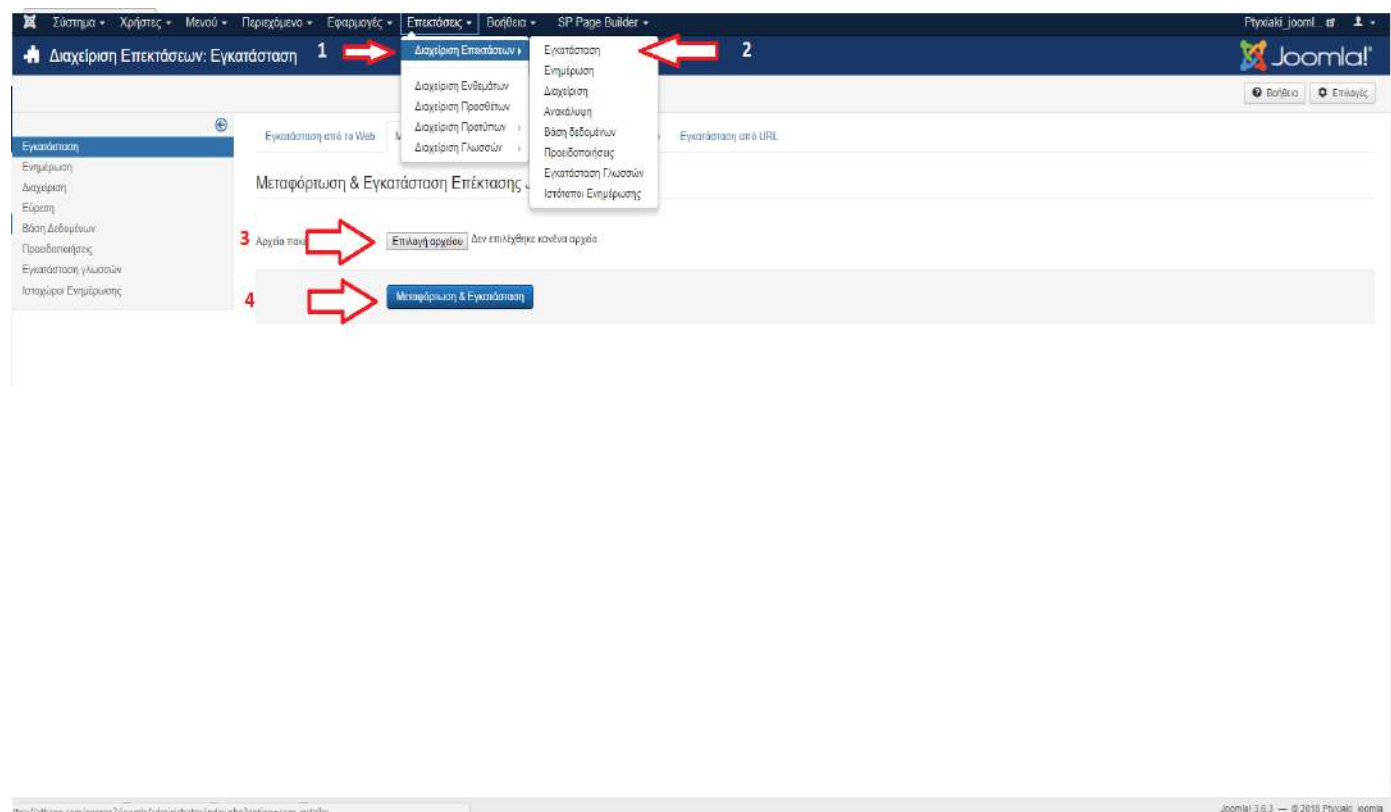 Σύστημα Χρήστες Μενού Περιεχόμενο Εφαρμογές Επεκτάσεις Βοήθεια SP Page Builder Ptyxiaki_jooml...
Διαχείριση Επεκτάσεων: Εγκατάσταση 1 Διαχείριση Επεκτάσεων Εγκατάσταση 2 Joomla!
Ενημέρωση
Διαχείριση Ενθεμάτων Διαχείριση Βοήθεια Επιλογές
Διαχείριση Προσθέτων Ανακάλυψη
Εγκατάσταση από το Web Διαχείριση Προτύπων Βάση δεδομένων Εγκατάσταση από URL
Εγκατάσταση Διαχείριση Γλωσσών Προειδοποιήσεις
Ενημέρωση Εγκατάσταση Γλωσσών
Διαχείριση Μεταφόρτωση & Εγκατάσταση Επέκτασης Ιστότοποι Ενημέρωσης
Εύρεση
Βάση Δεδομένων
3 Αρχείο Επιλογή αρχείου Δεν επιλέχθηκε κανένα αρχείο.
Προειδοποιήσεις
Εγκατάσταση γλωσσών
Ιστοχώροι Ενημέρωσης
4 Μεταφόρτωση & Εγκατάσταση
Joomla! 3.6.3 — © 2018 Ptyxiaki_joomla